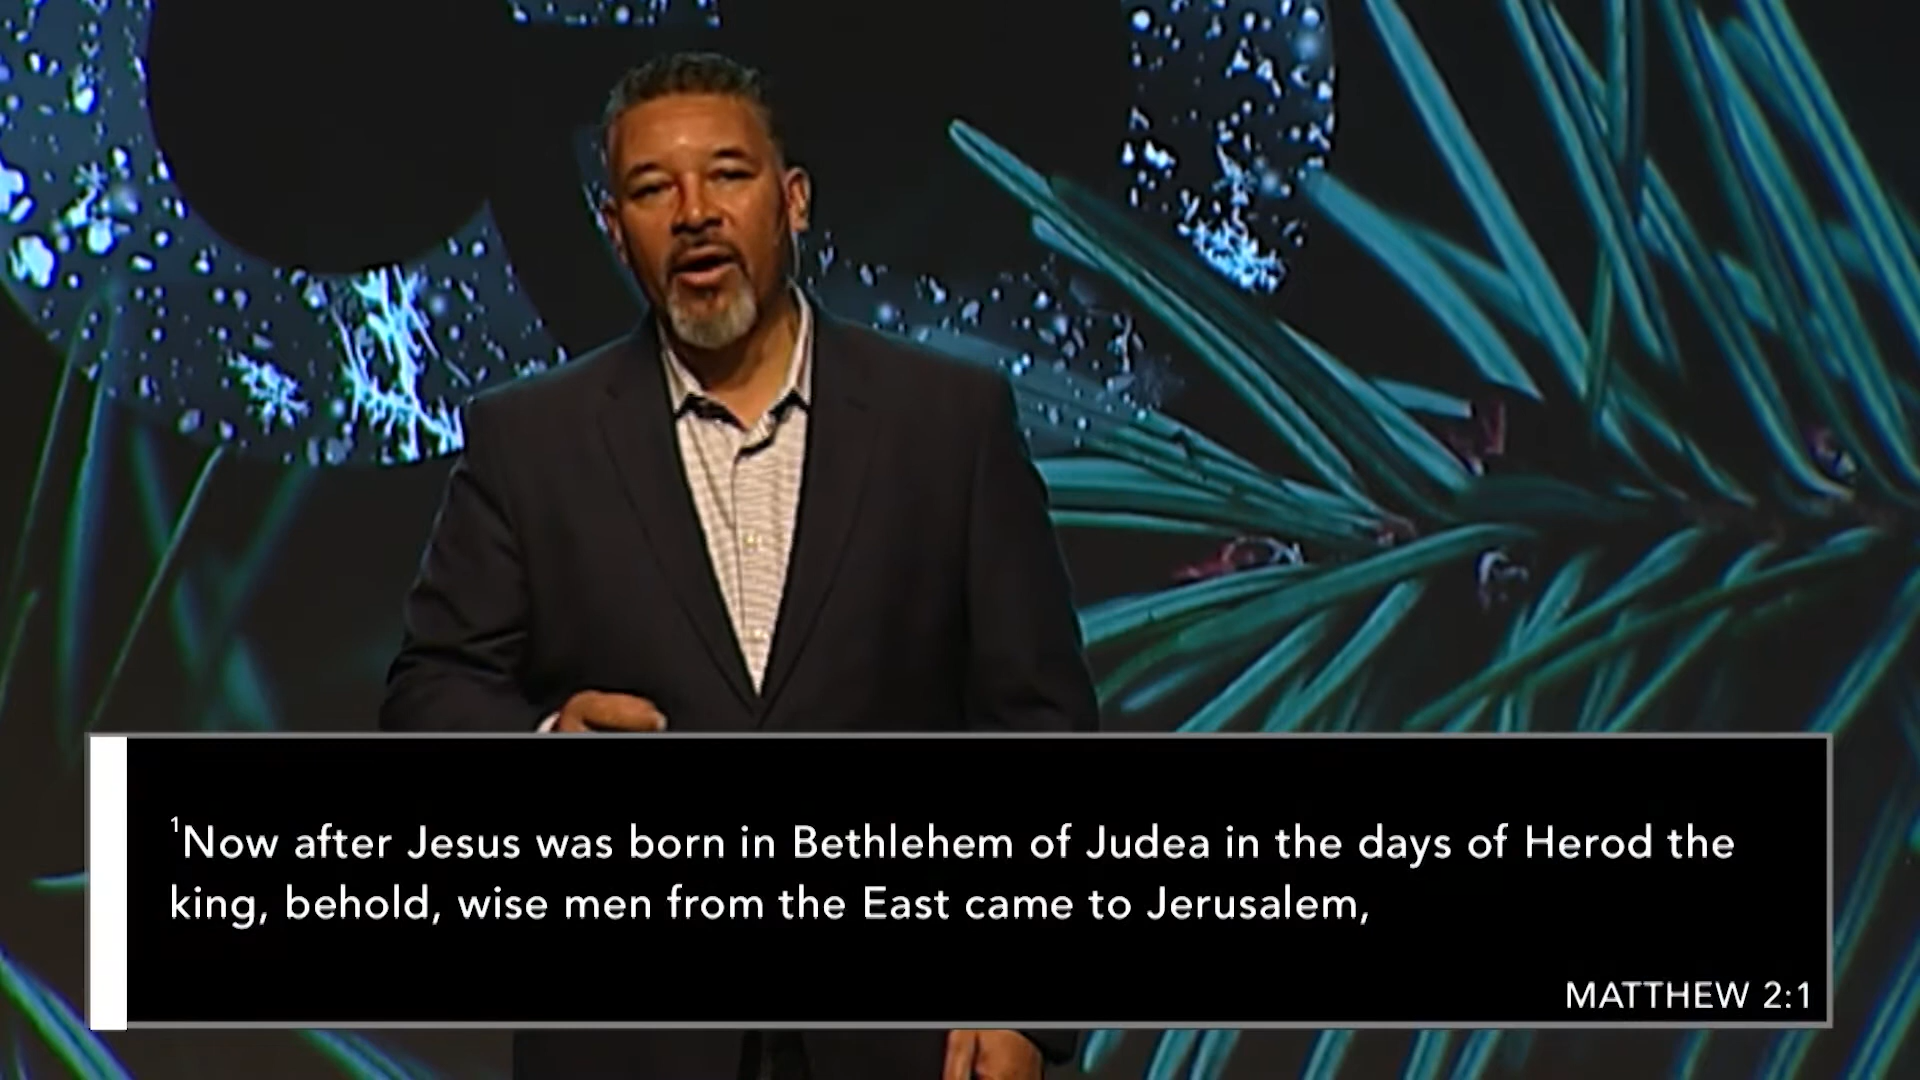 ¹Now after Jesus was born in Bethlehem of Judea in the days of Herod the
king, behold, wise men from the East came to Jerusalem,
MATTHEW 2:1